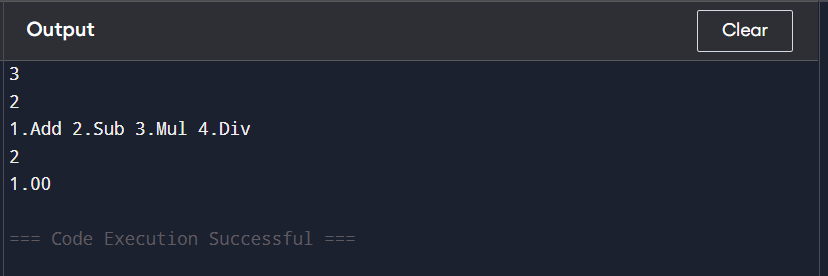 Output
Clear
3
2
1.Add 2.Sub 3.Mul 4.Div
2
1.00
=== Code Execution Successful ===